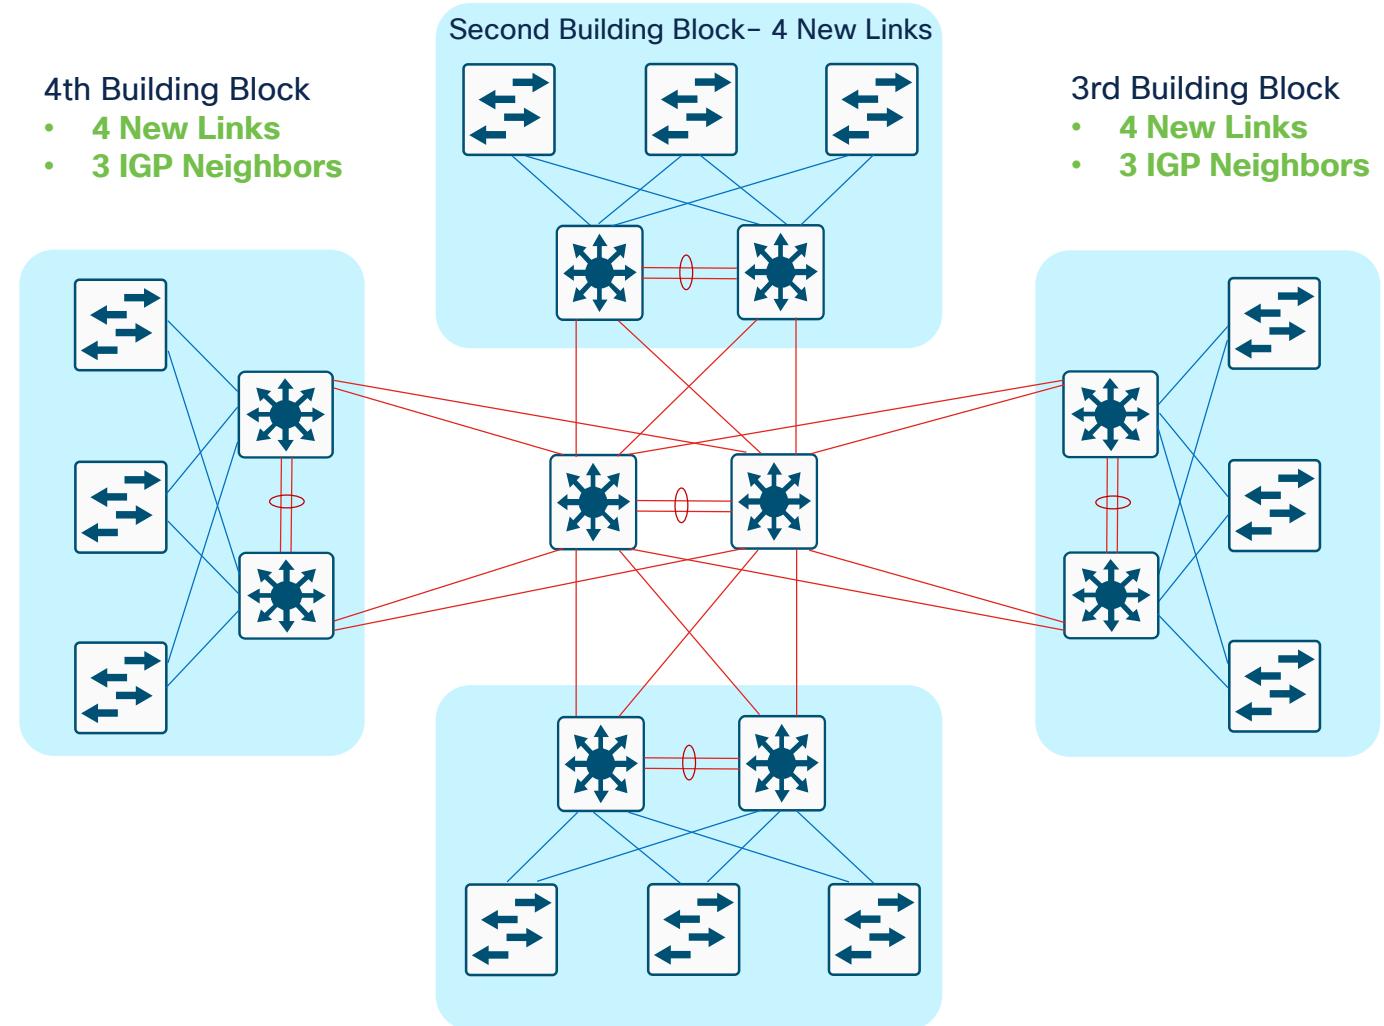 Second Building Block– 4 New Links
4th Building Block
• 4 New Links
• 3 IGP Neighbors
3rd Building Block
• 4 New Links
• 3 IGP Neighbors